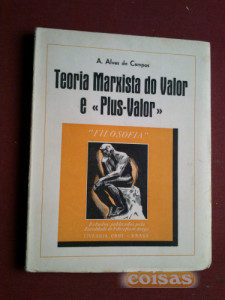 A. Alves de Campos
Teoria Marxista do Valor
e «Plus-Valor»
"FILOSOFIA"
coisas